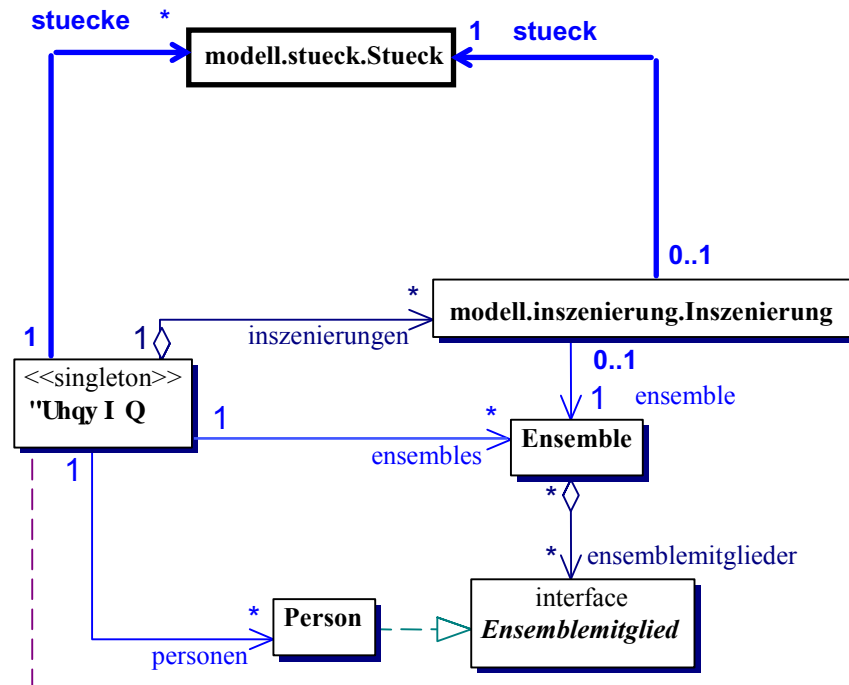 stuecke *
modell.stueck.Stueck
1 stueck
0..1
*
modell.inszenierung.Inszenierung
1
1
inszenierungen
0..1
<<singleton>>
"Uhqy I Q
1
*
1
ensemble
ensembles
Ensemble
1
*
*
ensemblemitglieder
interface
Ensemblemitglied
*
Person
personen